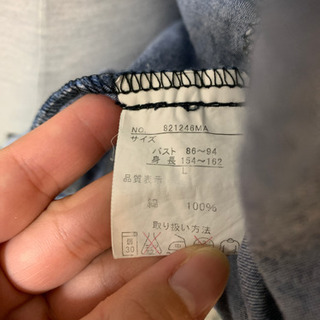 NO. 821246MA
サイズ
バスト 86〜94
身長 154〜162
L
品質表示
綿 100%
取り扱い方法
30